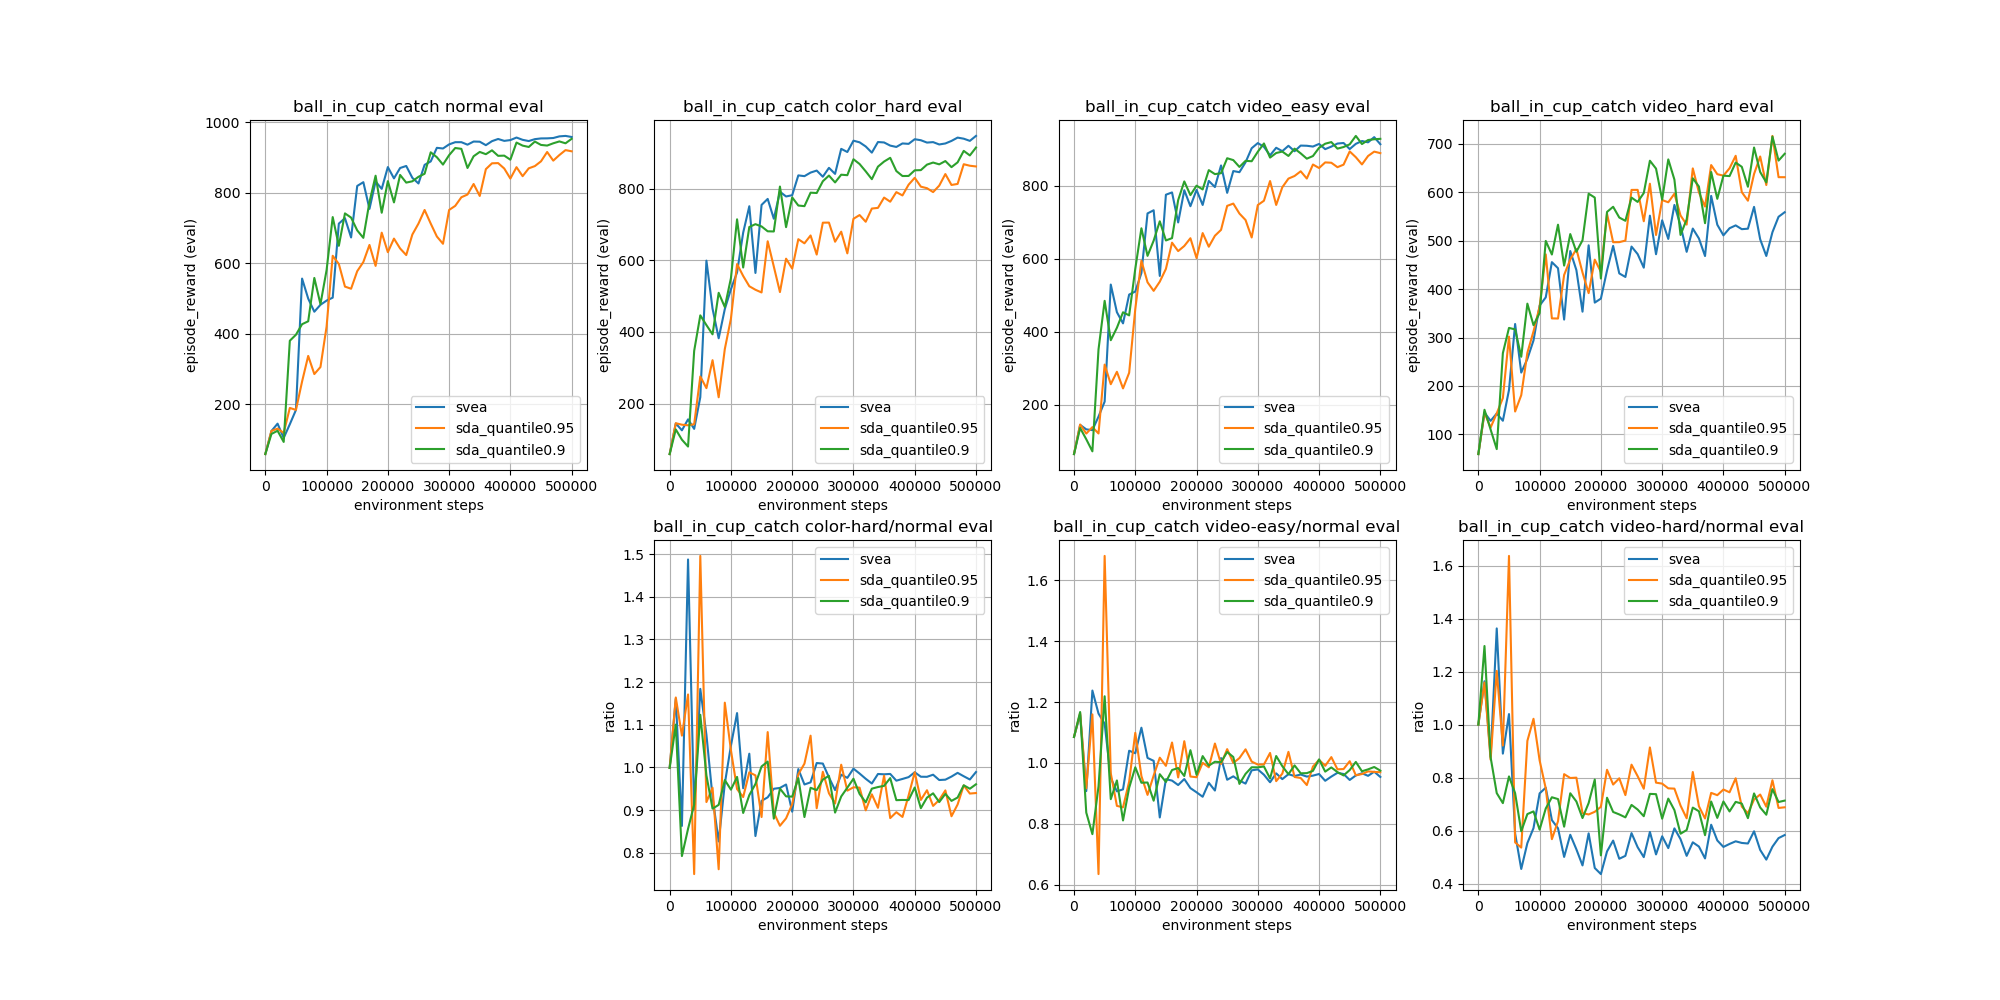 ball_in_cup_catch normal eval
episode_reward (eval)
1000
800
600
400
200
0 100000 200000 300000 400000 500000
environment steps
svea
sda_quantile0.95
sda_quantile0.9
ball_in_cup_catch color_hard eval
episode_reward (eval)
800
600
400
200
0 100000 200000 300000 400000 500000
environment steps
svea
sda_quantile0.95
sda_quantile0.9
ball_in_cup_catch video_easy eval
episode_reward (eval)
800
600
400
200
0 100000 200000 300000 400000 500000
environment steps
svea
sda_quantile0.95
sda_quantile0.9
ball_in_cup_catch video_hard eval
episode_reward (eval)
700
600
500
400
300
200
100
0 100000 200000 300000 400000 500000
environment steps
svea
sda_quantile0.95
sda_quantile0.9
ball_in_cup_catch color-hard/normal eval
ratio
1.5
1.4
1.3
1.2
1.1
1.0
0.9
0.8
0 100000 200000 300000 400000 500000
environment steps
svea
sda_quantile0.95
sda_quantile0.9
ball_in_cup_catch video-easy/normal eval
ratio
1.6
1.4
1.2
1.0
0.8
0.6
0 100000 200000 300000 400000 500000
environment steps
svea
sda_quantile0.95
sda_quantile0.9
ball_in_cup_catch video-hard/normal eval
ratio
1.6
1.4
1.2
1.0
0.8
0.6
0.4
0 100000 200000 300000 400000 500000
environment steps
svea
sda_quantile0.95
sda_quantile0.9